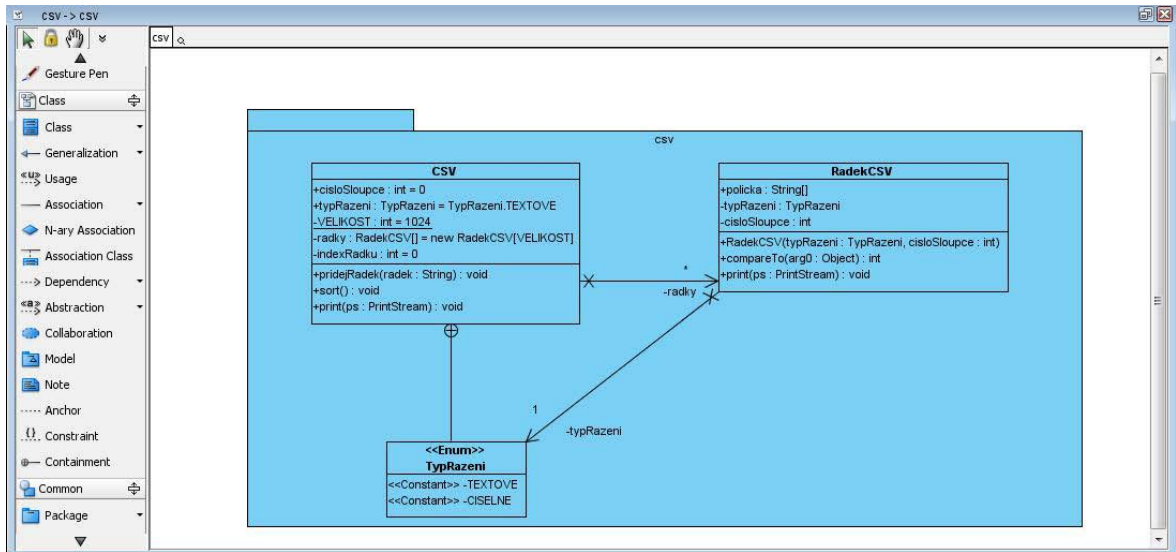 CSV -> CSV
CSV
Gesture Pen
Class
Class
Generalization
Usage
Association
N-ary Association
Association Class
Dependency
Abstraction
Collaboration
Model
Note
Anchor
Constraint
Containment
Common
Package
csv
CSV
+cisloSloupce : int = 0
+typRazeni : TypRazeni = TypRazeni.TEXTOVE
-VELIKOST : int = 1024
-radky : RadekCSV[] = new RadekCSV[VELIKOST]
-indexRadku : int = 0
+pridejRadek(radek : String) : void
+sort() : void
+print(ps : PrintStream) : void
RadekCSV
+policka : String[]
-typRazeni : TypRazeni
-cisloSloupce : int
+RadekCSV(typRazeni : TypRazeni, cisloSloupce : int)
+compareTo(arg0 : Object) : int
+print(ps : PrintStream) : void
*
-radky
1
-typRazeni
<<Enum>>
TypRazeni
<<Constant>> -TEXTOVE
<<Constant>> -CISELNE